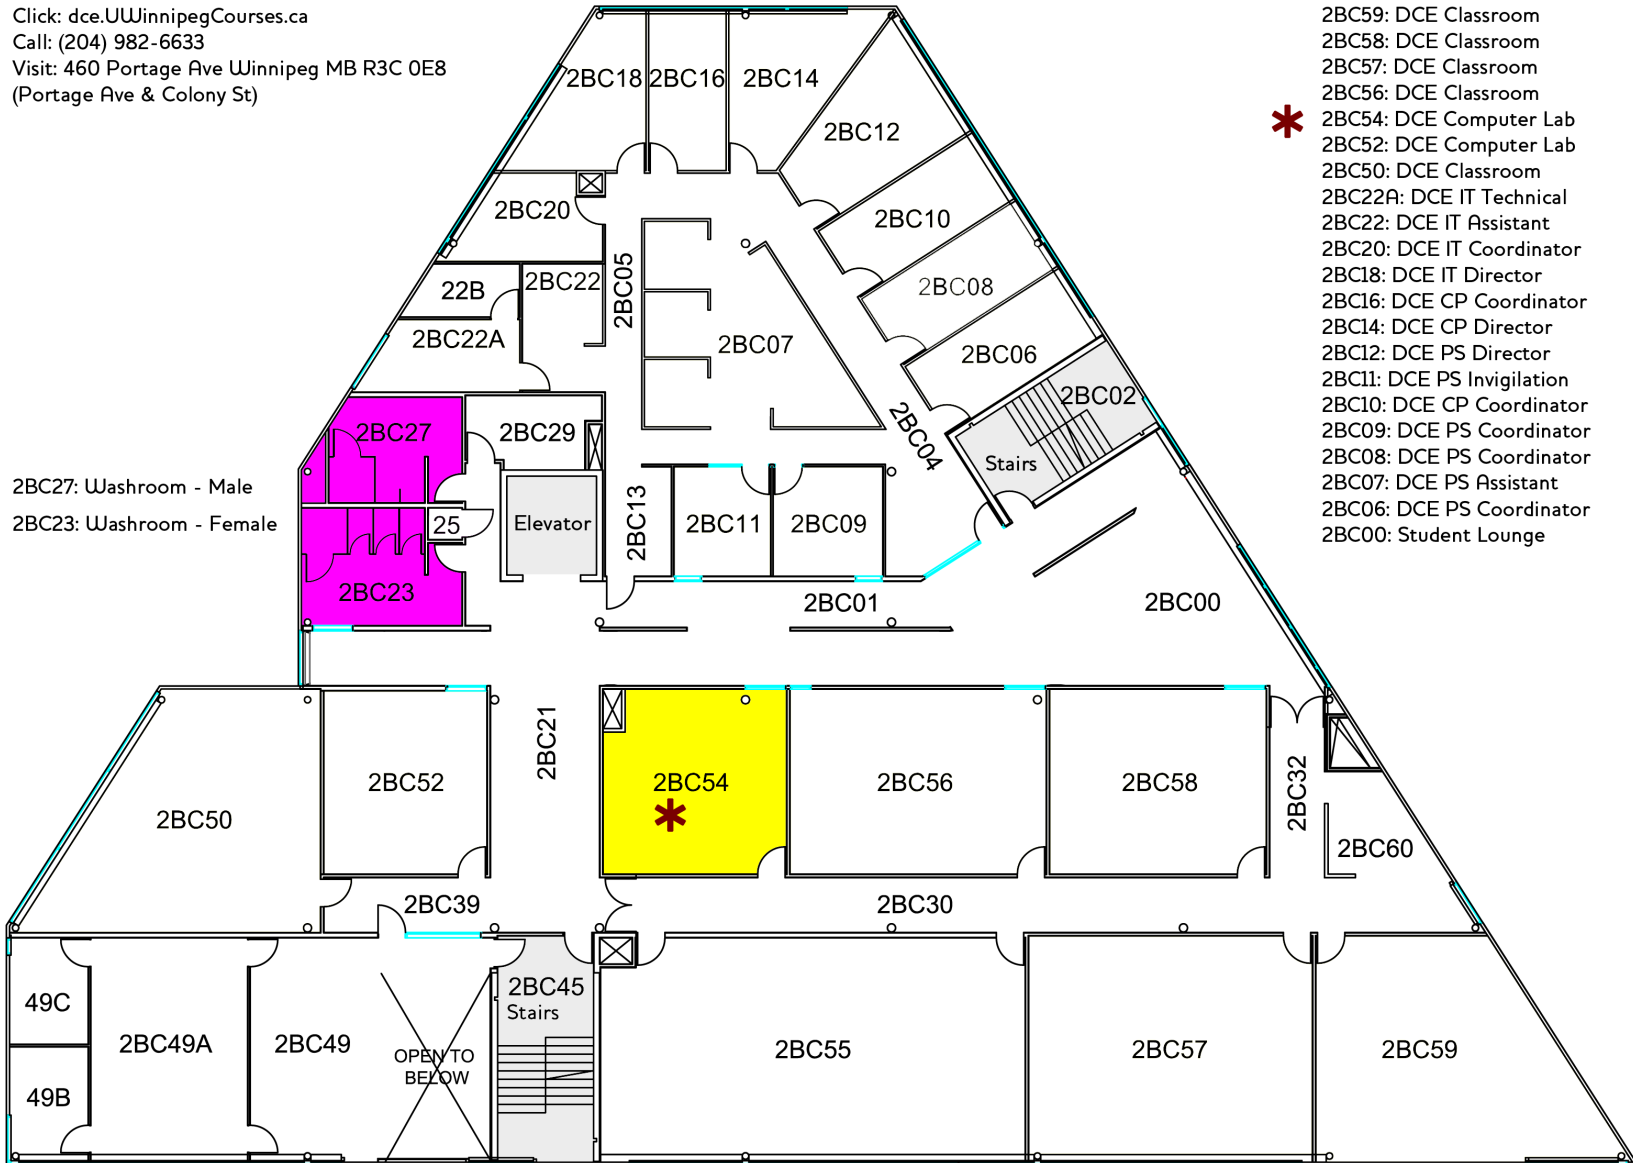 Click: dce.UWinnipegCourses.ca
Call: (204) 982-6633
Visit: 460 Portage Ave Winnipeg MB R3C 0E8
(Portage Ave & Colony St)
2BC59: DCE Classroom
2BC58: DCE Classroom
2BC57: DCE Classroom
2BC56: DCE Classroom
* 2BC54: DCE Computer Lab
2BC52: DCE Computer Lab
2BC50: DCE Classroom
2BC22A: DCE IT Technical
2BC22: DCE IT Assistant
2BC20: DCE IT Coordinator
2BC18: DCE IT Director
2BC16: DCE CP Coordinator
2BC14: DCE CP Director
2BC12: DCE PS Director
2BC11: DCE PS Invigilation
2BC10: DCE CP Coordinator
2BC09: DCE PS Coordinator
2BC08: DCE PS Coordinator
2BC07: DCE PS Assistant
2BC06: DCE PS Coordinator
2BC00: Student Lounge
2BC27: Washroom - Male
2BC23: Washroom - Female
2BC18
2BC16
2BC14
2BC12
2BC20
2BC10
22B
2BC22
2BC05
2BC08
2BC22A
2BC07
2BC06
2BC02
2BC27
2BC29
2BC04
Stairs
25
Elevator
2BC13
2BC11
2BC09
2BC23
2BC01
2BC00
2BC50
2BC52
2BC21
2BC54
*
2BC56
2BC58
2BC32
2BC60
2BC39
2BC30
49C
2BC49A
2BC49
OPEN TO
BELOW
2BC45
Stairs
49B
2BC55
2BC57
2BC59